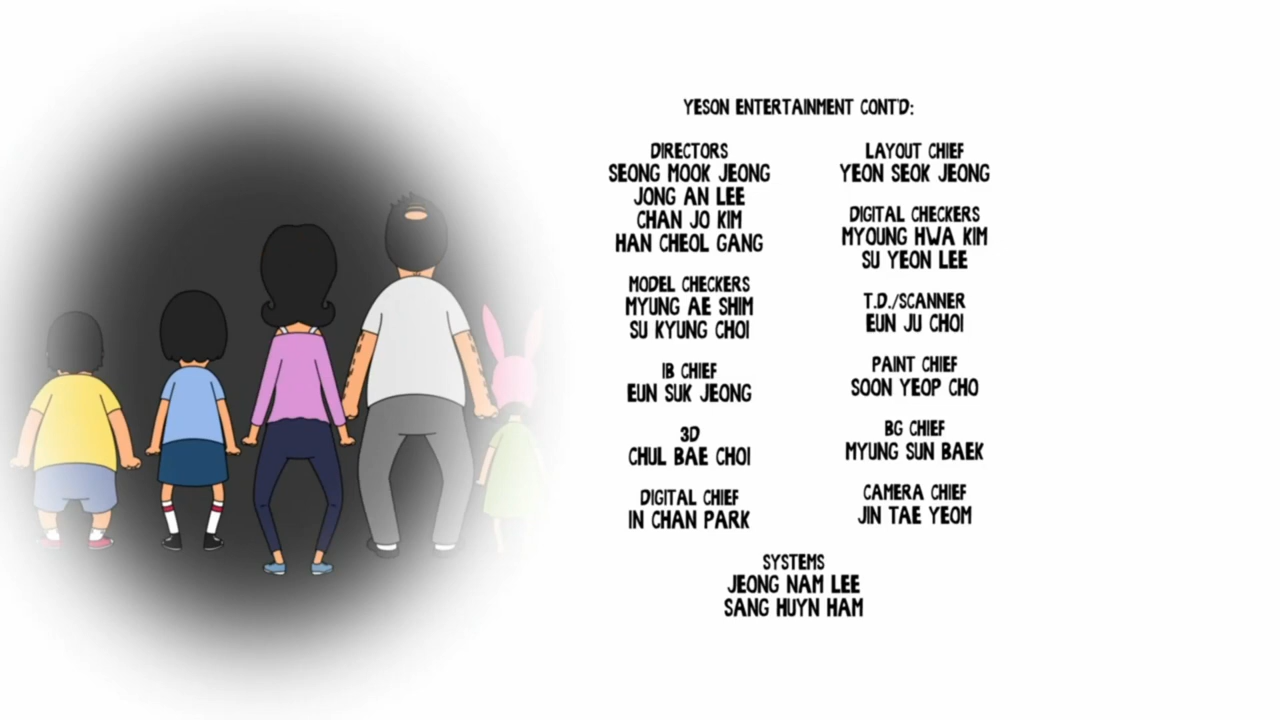 YESON ENTERTAINMENT CONT'D:
DIRECTORS
SEONG MOOK JEONG
JONG AN LEE
CHAN JO KIM
HAN CHEOL GANG
MODEL CHECKERS
MYUNG AE SHIM
SU KYUNG CHOI
IB CHIEF
EUN SUK JEONG
3D
CHUL BAE CHOI
DIGITAL CHIEF
IN CHAN PARK
LAYOUT CHIEF
YEON SEOK JEONG
DIGITAL CHECKERS
MYOUNG HWA KIM
SU YEON LEE
T.D./SCANNER
EUN JU CHOI
PAINT CHIEF
SOON YEOP CHO
BG CHIEF
MYUNG SUN BAEK
CAMERA CHIEF
JIN TAE YEOM
SYSTEMS
JEONG NAM LEE
SANG HUYN HAM